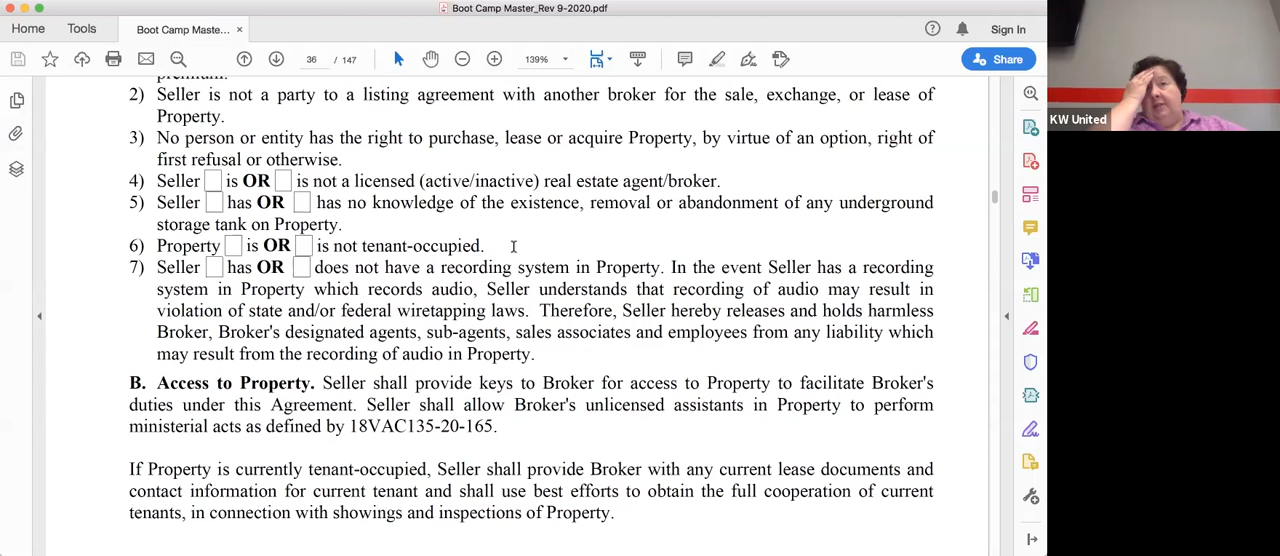 Boot Camp Master_Rev 9-2020.pdf
Home Tools Boot Camp Maste... × Sign In
36 / 147 139% Share
premium.
2) Seller is not a party to a listing agreement with another broker for the sale, exchange, or lease of
Property.
3) No person or entity has the right to purchase, lease or acquire Property, by virtue of an option, right of
first refusal or otherwise.
4) Seller is OR is not a licensed (active/inactive) real estate agent/broker.
5) Seller has OR has no knowledge of the existence, removal or abandonment of any underground
storage tank on Property.
6) Property is OR is not tenant-occupied.
7) Seller has OR does not have a recording system in Property. In the event Seller has a recording
system in Property which records audio, Seller understands that recording of audio may result in
violation of state and/or federal wiretapping laws. Therefore, Seller hereby releases and holds harmless
Broker, Broker's designated agents, sub-agents, sales associates and employees from any liability which
may result from the recording of audio in Property.
B. Access to Property. Seller shall provide keys to Broker for access to Property to facilitate Broker's
duties under this Agreement. Seller shall allow Broker's unlicensed assistants in Property to perform
ministerial acts as defined by 18VAC135-20-165.
If Property is currently tenant-occupied, Seller shall provide Broker with any current lease documents and
contact information for current tenant and shall use best efforts to obtain the full cooperation of current
tenants, in connection with showings and inspections of Property.
KW United